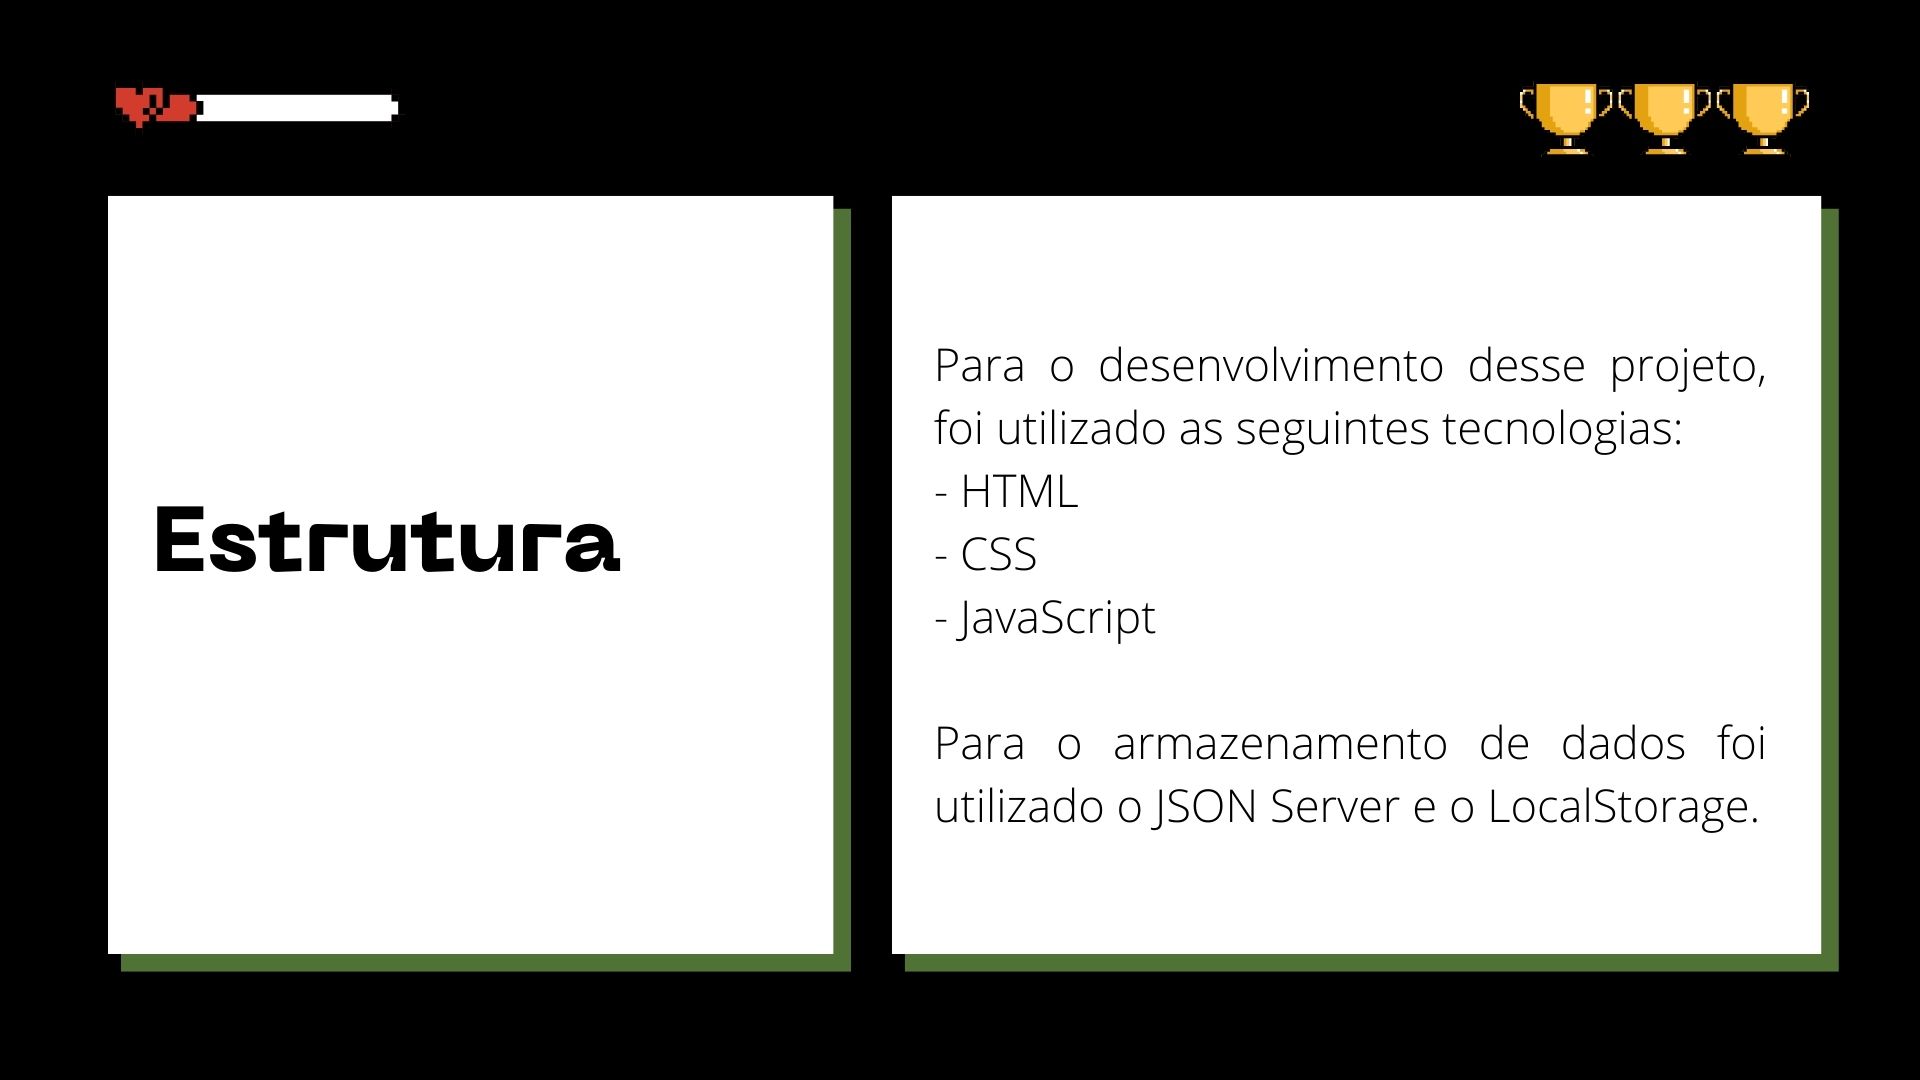 Estrutura
Para o desenvolvimento desse projeto,
foi utilizado as seguintes tecnologias:
- HTML
- CSS
- JavaScript
Para o armazenamento de dados foi
utilizado o JSON Server e o LocalStorage.